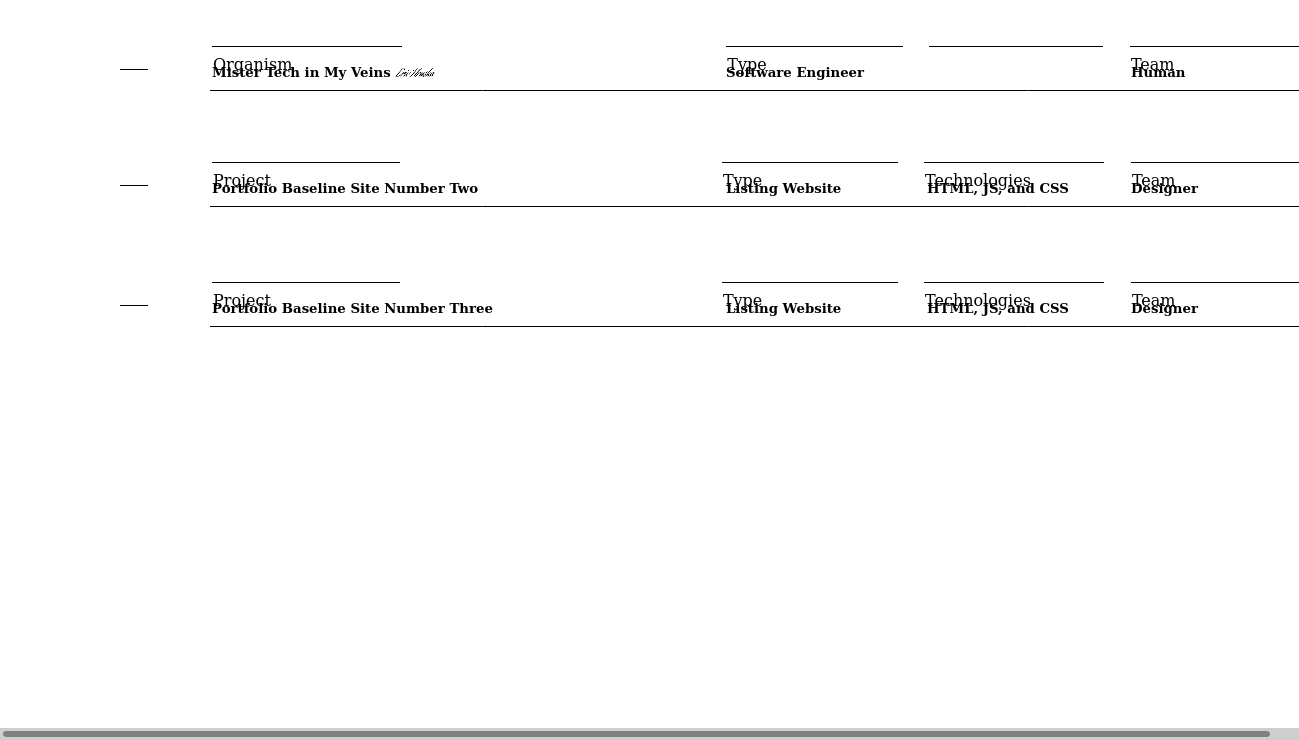 Organism Type Team
Mister Tech in My Veins Software Engineer Human
Project Type Technologies Team
Portfolio Baseline Site Number Two Listing Website HTML, JS, and CSS Designer
Project Type Technologies Team
Portfolio Baseline Site Number Three Listing Website HTML, JS, and CSS Designer